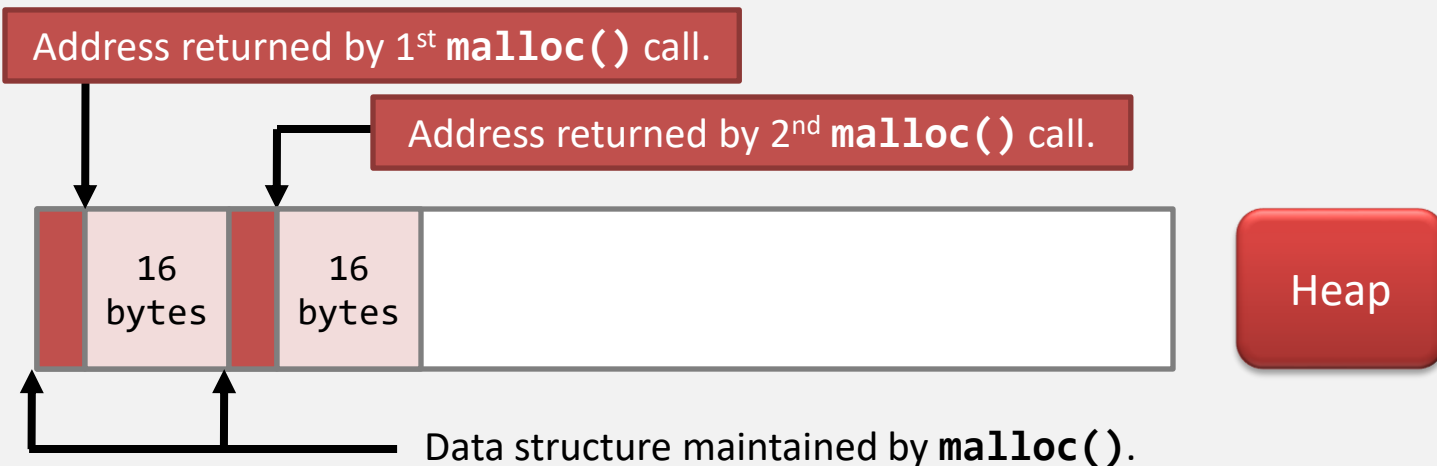 Address returned by 1st malloc() call.
Address returned by 2nd malloc() call.
16
bytes
16
bytes
Heap
Data structure maintained by malloc().